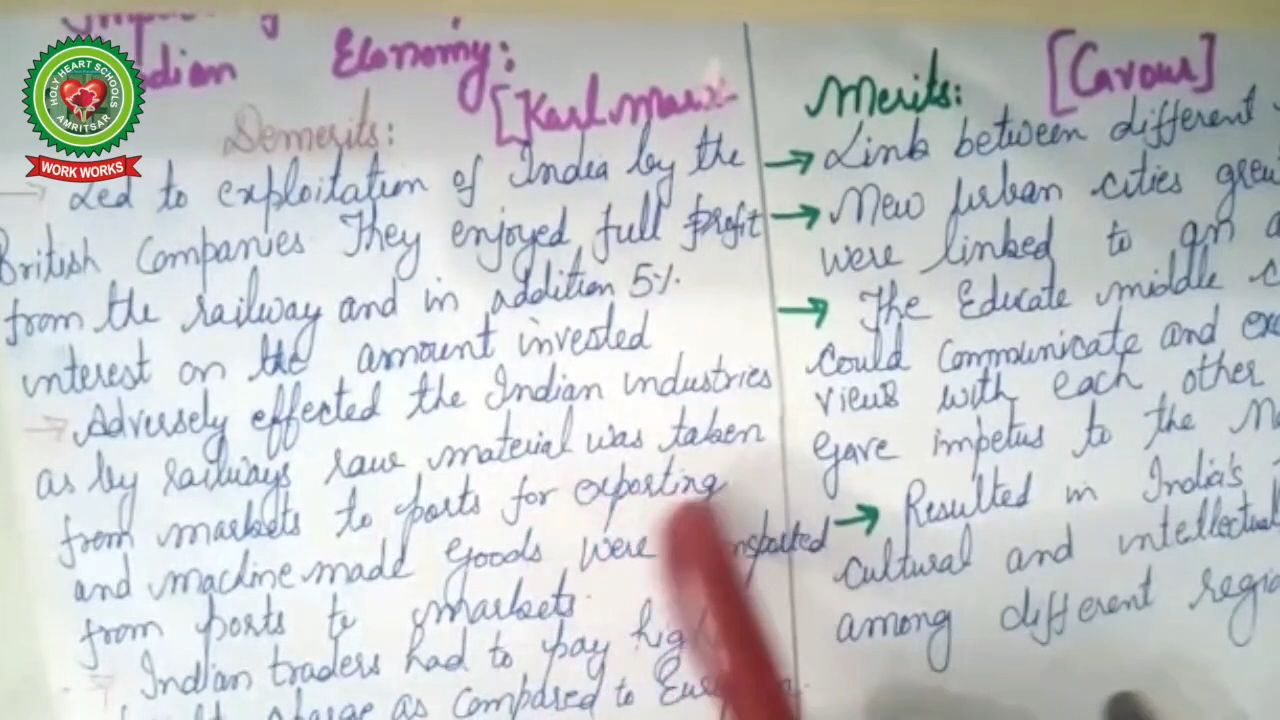 HOLY HEART SCHOOLS
AMRITSAR
WORK WORKS
Economy:
[Karl Marx
Demerits:
→ Led to exploitation of India by the
British Companies They enjoyed full profit
from the railway and in addition 5%
interest on the amount invested
→ Adversely effected the Indian industries
as by railways raw material was taken
from markets to ports for exporting
and machine made goods were
from ports to markets.
Indian traders had to pay
charge as compared to
Merits:
[Cavour]
→ Link between different
→ New urban cities
were linked to an
→ The Educate middle
could communicate and
views with each other
gave impetus to the
→ Resulted in India's
cultural and intellectual
among different